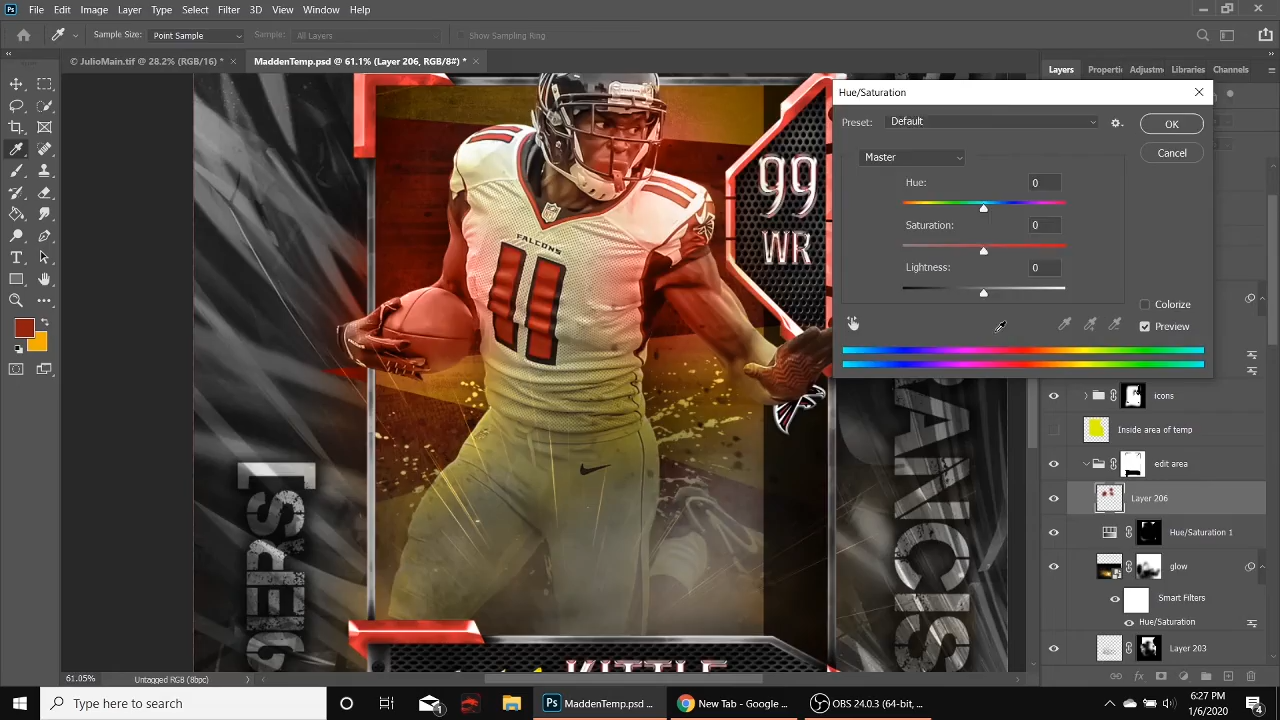 Ps File Edit Image Layer Type Select Filter 3D View Window Help
Sample Size: Point Sample Sample: All Layers Show Sampling Ring
© JulioMain.tif @ 28.2% (RGB/16) * × MaddenTemp.psd @ 61.1% (Layer 206, RGB/8#) * ×
Layers Properti Adjustm Libraries Channels
Hue/Saturation
Preset: Default
OK
Master
Cancel
Hue: 0
Saturation: 0
Lightness: 0
Colorize
Preview
99
WR
NFL
FALCONS
11
icons
Inside area of temp
edit area
Layer 206
Hue/Saturation 1
glow
Smart Filters
Hue/Saturation
Layer 203
KITTLE
61.05% Untagged RGB (8bpc)
Type here to search
MaddenTemp.psd ...
New Tab - Google ...
OBS 24.0.3 (64-bit, ...
6:27 PM
1/6/2020